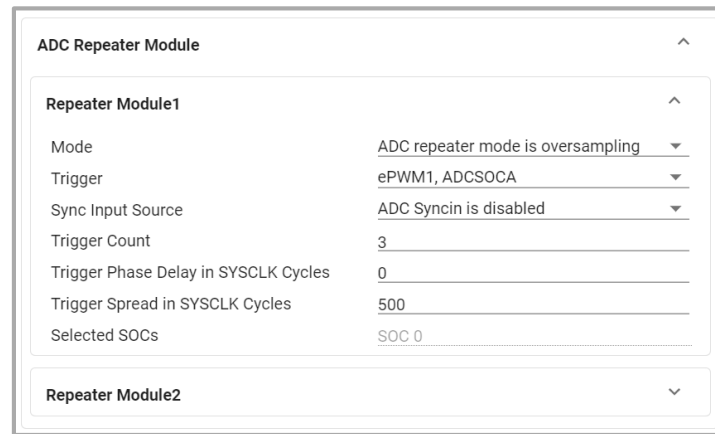 ADC Repeater Module
Repeater Module1
Mode ADC repeater mode is oversampling
Trigger ePWM1, ADCSOCA
Sync Input Source ADC Syncin is disabled
Trigger Count 3
Trigger Phase Delay in SYSCLK Cycles 0
Trigger Spread in SYSCLK Cycles 500
Selected SOCs SOC 0
Repeater Module2